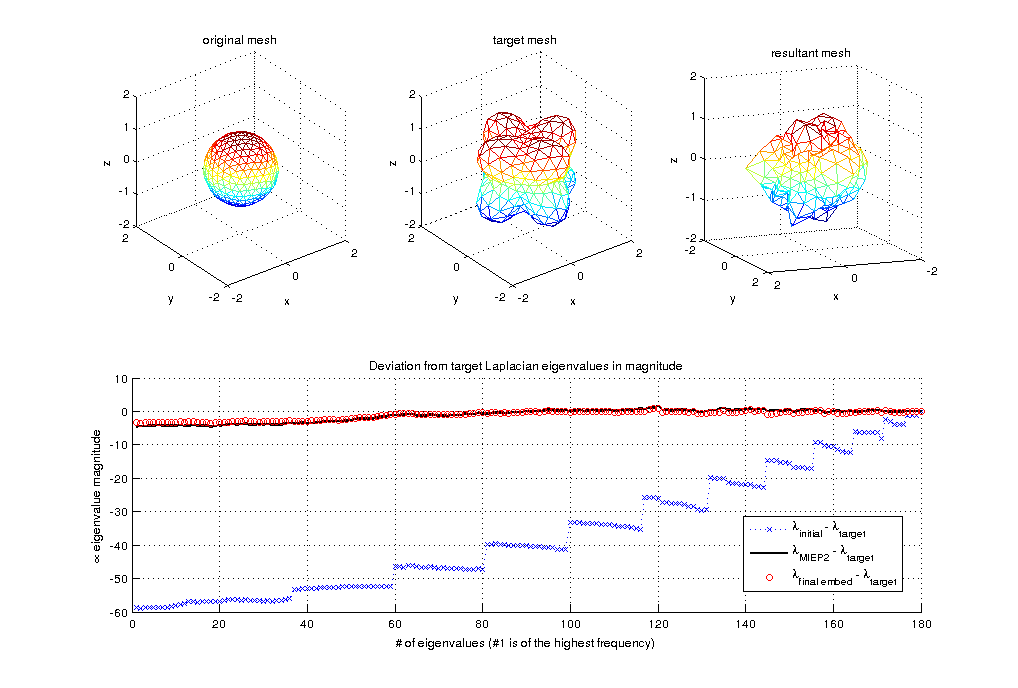 original mesh
target mesh
resultant mesh
2
1
0
-1
-2
2
0
-2
-2
0
2
z
y
x
2
1
0
-1
-2
2
0
-2
-2
0
2
z
y
x
2
1
0
-1
-2
-2
0
2
2
0
-2
z
y
x
Deviation from target Laplacian eigenvalues in magnitude
∝ eigenvalue magnitude
10
0
-10
-20
-30
-40
-50
-60
0 20 40 60 80 100 120 140 160 180
# of eigenvalues (#1 is of the highest frequency)
λinitial - λtarget
λMIEP2 - λtarget
λfinal embed - λtarget